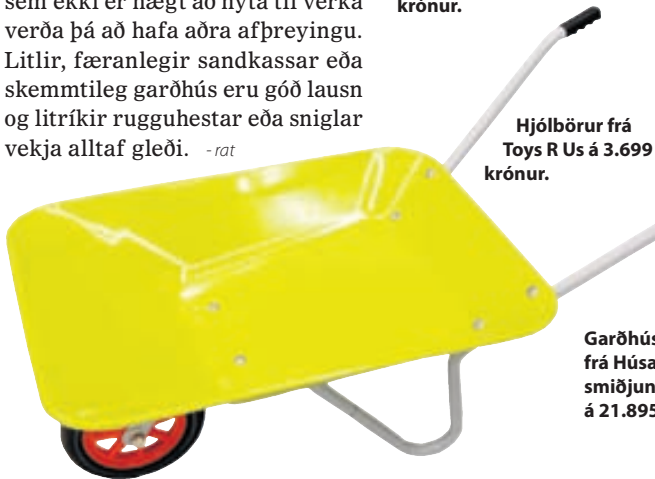 verða þá að hafa aðra afþreyingu.
Litlir, færanlegir sandkassar eða
skemmtileg garðhús eru góð lausn
og litríkir rugguhestar eða sniglar
vekja alltaf gleði. - rat
krónur.
Hjólbörur frá
Toys R Us á 3.699
krónur.
Garðhús
frá Húsa
smiðjun
á 21.895